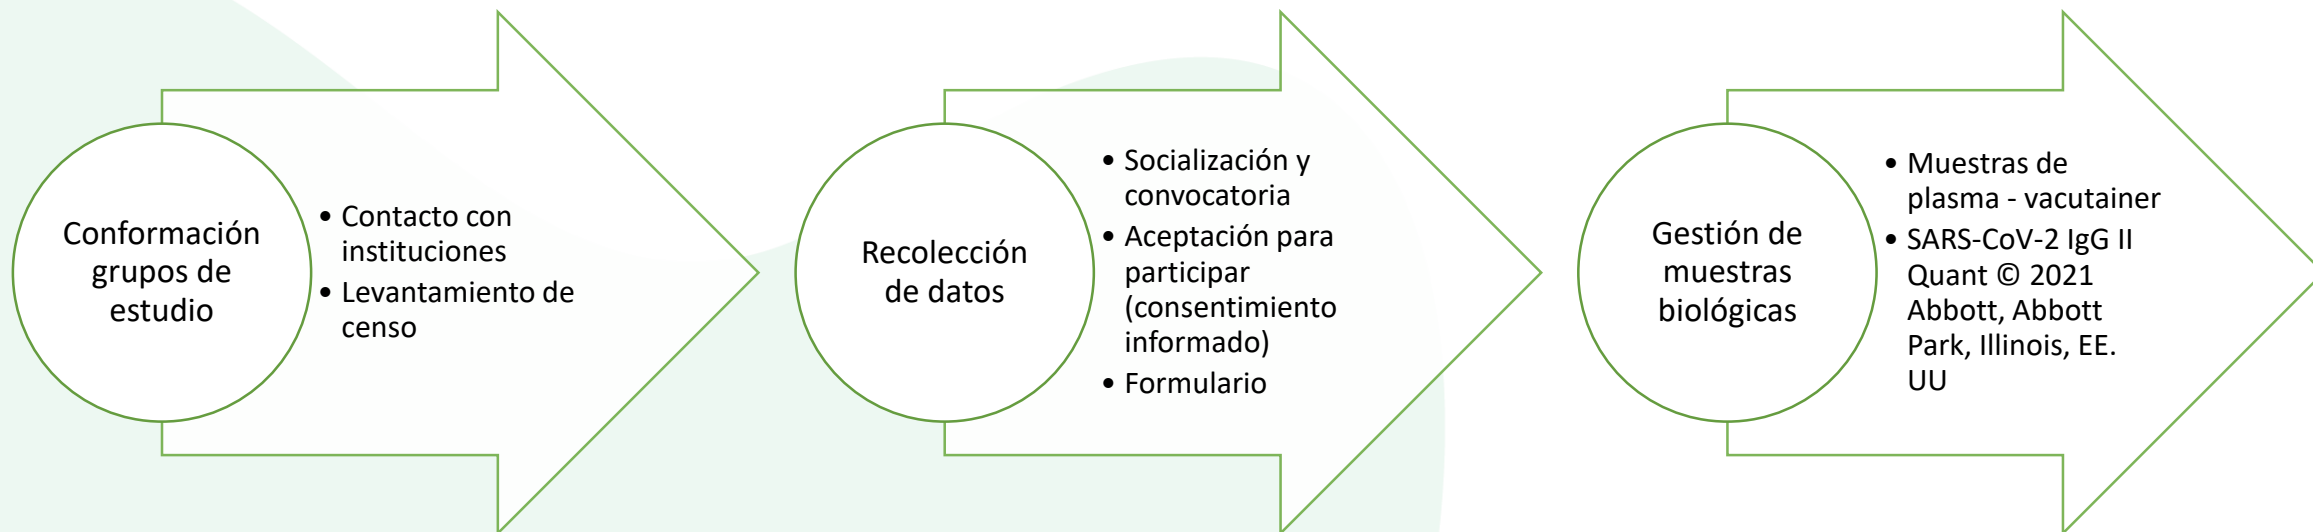 Conformación
grupos de
estudio
• Contacto con
instituciones
• Levantamiento de
censo
Recolección
de datos
• Socialización y
convocatoria
• Aceptación para
participar
(consentimiento
informado)
• Formulario
Gestión de
muestras
biológicas
• Muestras de
plasma - vacutainer
• SARS-CoV-2 IgG II
Quant © 2021
Abbott, Abbott
Park, Illinois, EE.
UU